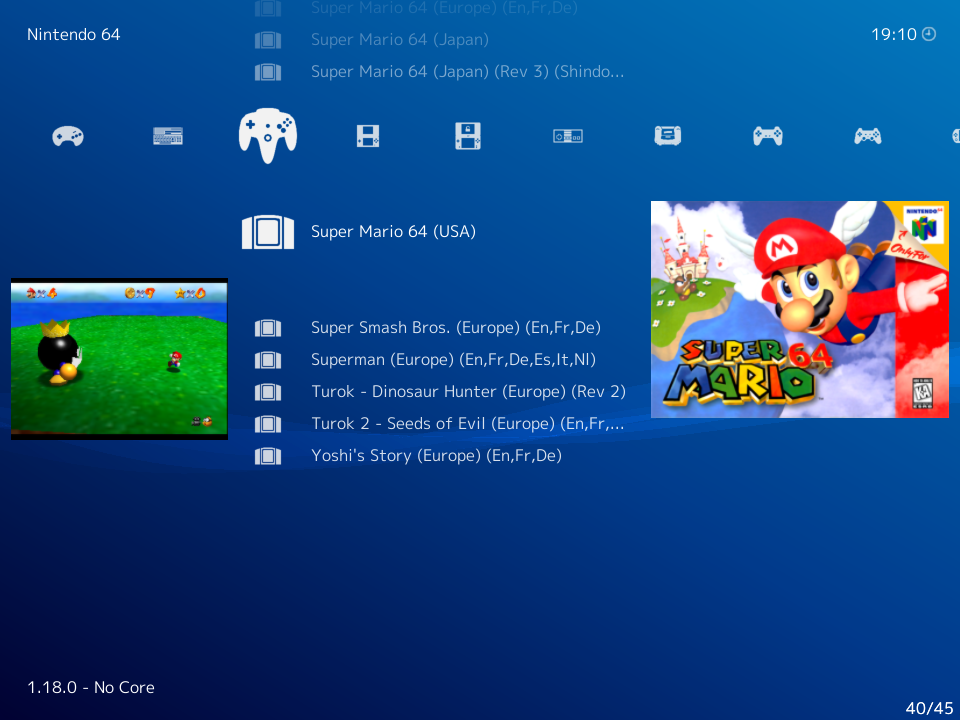 Super Mario 64 (Europe) (En,Fr,De)
Nintendo 64
19:10
Super Mario 64 (Japan)
Super Mario 64 (Japan) (Rev 3) (Shindo...
Super Mario 64 (USA)
NINTENDO 64
Only For
SUPER MARIO 64
Super Smash Bros. (Europe) (En,Fr,De)
Superman (Europe) (En,Fr,De,Es,It,Nl)
Turok - Dinosaur Hunter (Europe) (Rev 2)
Turok 2 - Seeds of Evil (Europe) (En,Fr,...
Yoshi's Story (Europe) (En,Fr,De)
1.18.0 - No Core
40/45